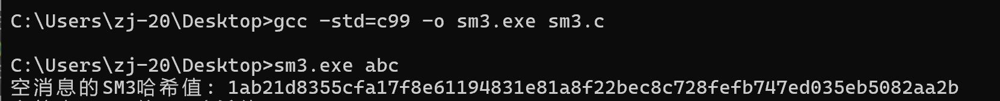 C:\Users\zj-20\Desktop>gcc -std=c99 -o sm3.exe sm3.c
C:\Users\zj-20\Desktop>sm3.exe abc
空消息的SM3哈希值: 1ab21d8355cfa17f8e61194831e81a8f22bec8c728fefb747ed035eb5082aa2b